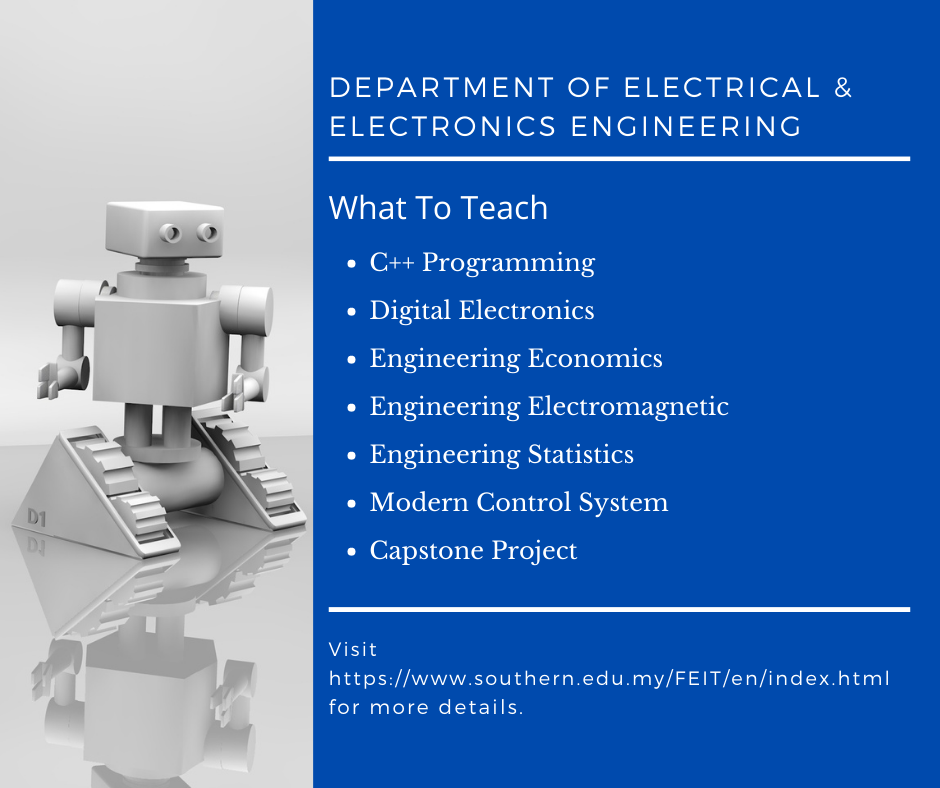 DEPARTMENT OF ELECTRICAL &
ELECTRONICS ENGINEERING
What To Teach
• C++ Programming
• Digital Electronics
• Engineering Economics
• Engineering Electromagnetic
• Engineering Statistics
• Modern Control System
• Capstone Project
D1
Visit
https://www.southern.edu.my/FEIT/en/index.html
for more details.